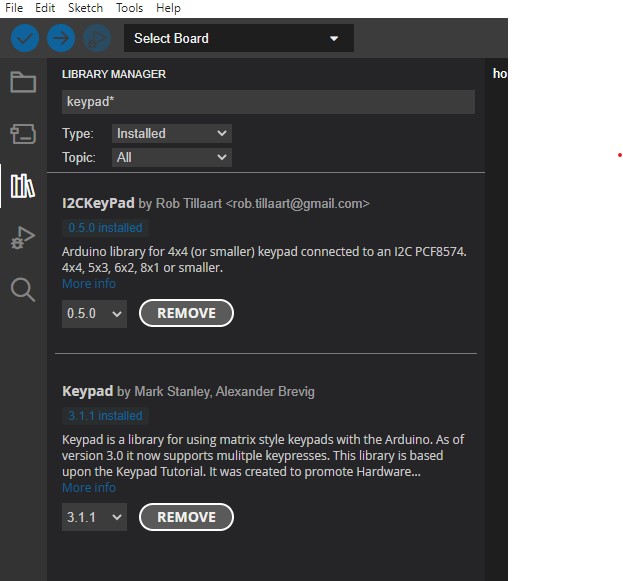 File Edit Sketch Tools Help
Select Board
LIBRARY MANAGER
ho
keypad*
Type: Installed
Topic: All
I2CKeyPad by Rob Tillaart <rob.tillaart@gmail.com>
0.5.0 installed
Arduino library for 4x4 (or smaller) keypad connected to an I2C PCF8574.
4x4, 5x3, 6x2, 8x1 or smaller.
More info
0.5.0 REMOVE
Keypad by Mark Stanley, Alexander Brevig
3.1.1 installed
Keypad is a library for using matrix style keypads with the Arduino. As of
version 3.0 it now supports mulitple keypresses. This library is based
upon the Keypad Tutorial. It was created to promote Hardware...
More info
3.1.1 REMOVE